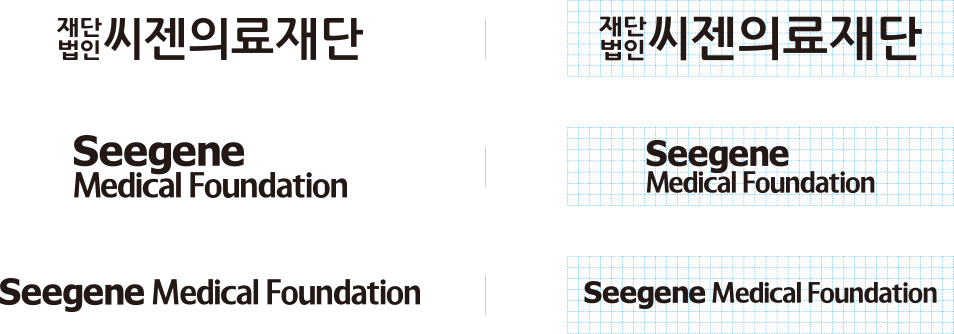 재단
법인 씨젠의료재단
재단
법인 씨젠의료재단
Seegene
Medical Foundation
Seegene
Medical Foundation
Seegene Medical Foundation
Seegene Medical Foundation